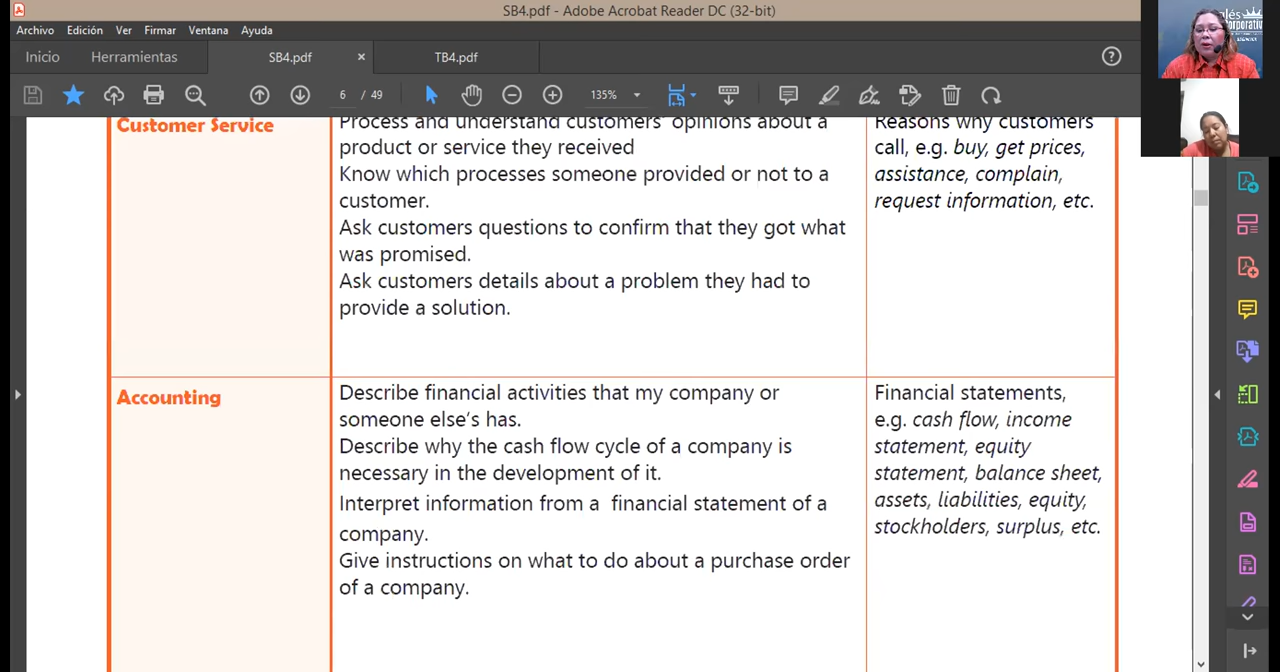 SB4.pdf - Adobe Acrobat Reader DC (32-bit)
Archivo Edición Ver Firmar Ventana Ayuda
Inicio Herramientas SB4.pdf × TB4.pdf
6 / 49 135%
Customer Service
Process and understand customers' opinions about a
product or service they received
Know which processes someone provided or not to a
customer.
Ask customers questions to confirm that they got what
was promised.
Ask customers details about a problem they had to
provide a solution.
Reasons why customers
call, e.g. buy, get prices,
assistance, complain,
request information, etc.
Accounting
Describe financial activities that my company or
someone else's has.
Describe why the cash flow cycle of a company is
necessary in the development of it.
Interpret information from a financial statement of a
company.
Give instructions on what to do about a purchase order
of a company.
Financial statements,
e.g. cash flow, income
statement, equity
statement, balance sheet,
assets, liabilities, equity,
stockholders, surplus, etc.